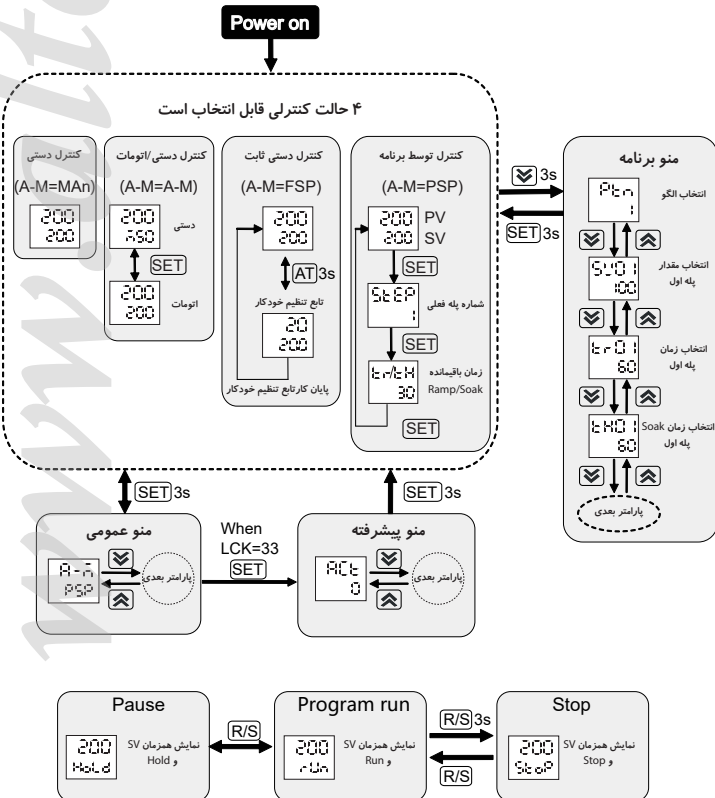 Power on
۴ حالت کنترلی قابل انتخاب است
کنترل دستی
(A-M=MAn)
200
200
کنترل دستی/اتومات
(A-M=A-M)
200
دستی
SET
200
200
اتومات
کنترل دستی ثابت
(A-M=FSP)
200
200
AT 3s
تابع تنظیم خودکار
20
200
پایان کارتابع تنظیم خودکار
کنترل توسط برنامه
(A-M=PSP)
200 PV
200 SV
SET
StEP
شماره پله فعلی
1
SET
tr/tH
زمان باقیمانده
30
Ramp/Soak
SET
3s
SET 3s
منو برنامه
Ptn
1
انتخاب الگو
SV01
100
انتخاب مقدار
پله اول
tr01
60
انتخاب زمان
پله اول
tH01
60
انتخاب زمان Soak
پله اول
پارامتر بعدی
SET 3s
SET 3s
منو عمومی
A-M
PSP
پارامتر بعدی
When
LCK=33
SET
منو پیشرفته
ACt
0
پارامتر بعدی
Pause
200
HoLd
نمایش همزمان SV
و Hold
R/S
Program run
200
rUn
نمایش همزمان SV
و Run
R/S 3s
R/S
Stop
200
StoP
نمایش همزمان SV
و Stop